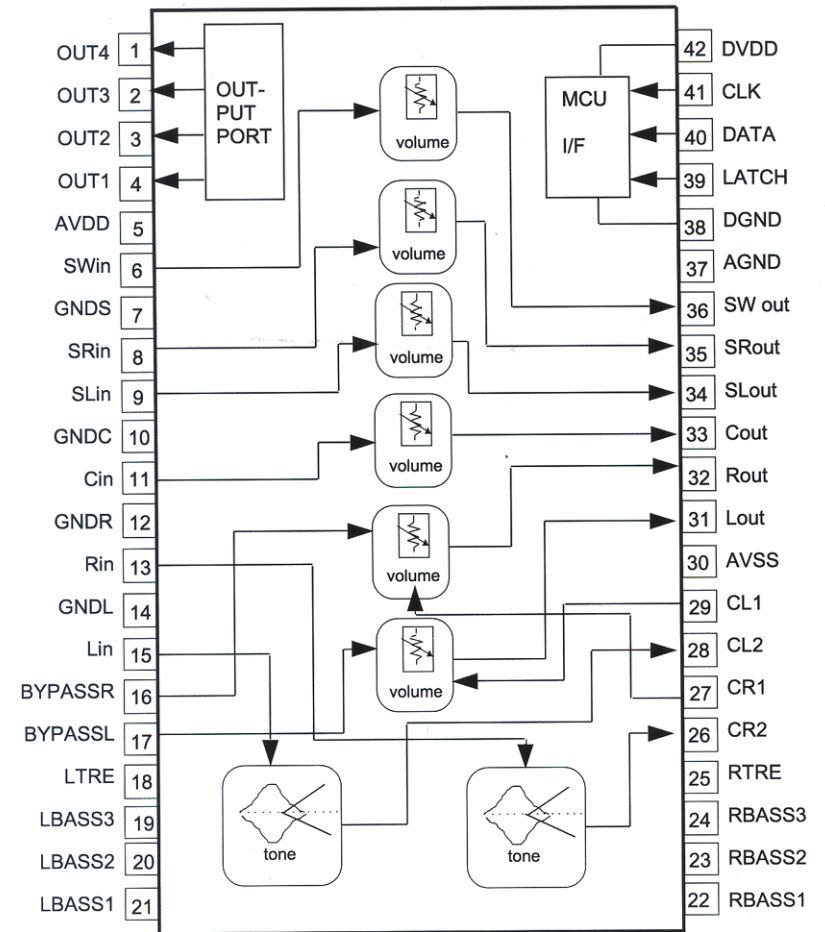 OUT4 1
OUT3 2
OUT2 3
OUT1 4
AVDD 5
SWin 6
GNDS 7
SRin 8
SLin 9
GNDC 10
Cin 11
GNDR 12
Rin 13
GNDL 14
Lin 15
BYPASSR 16
BYPASSL 17
LTRE 18
LBASS3 19
LBASS2 20
LBASS1 21
OUT-
PUT
PORT
volume
volume
volume
volume
volume
volume
tone
tone
MCU
I/F
42 DVDD
41 CLK
40 DATA
39 LATCH
38 DGND
37 AGND
36 SW out
35 SRout
34 SLout
33 Cout
32 Rout
31 Lout
30 AVSS
29 CL1
28 CL2
27 CR1
26 CR2
25 RTRE
24 RBASS3
23 RBASS2
22 RBASS1